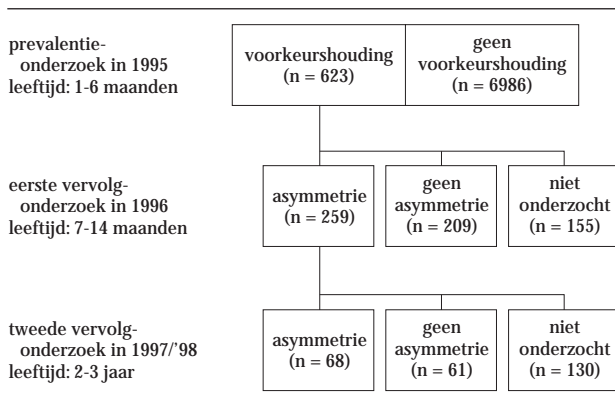 prevalentie-
onderzoek in 1995
leeftijd: 1-6 maanden
voorkeurshouding
(n = 623)
geen
voorkeurshouding
(n = 6986)
eerste vervolg-
onderzoek in 1996
leeftijd: 7-14 maanden
asymmetrie
(n = 259)
geen
asymmetrie
(n = 209)
niet
onderzocht
(n = 155)
tweede vervolg-
onderzoek in 1997/'98
leeftijd: 2-3 jaar
asymmetrie
(n = 68)
geen
asymmetrie
(n = 61)
niet
onderzocht
(n = 130)